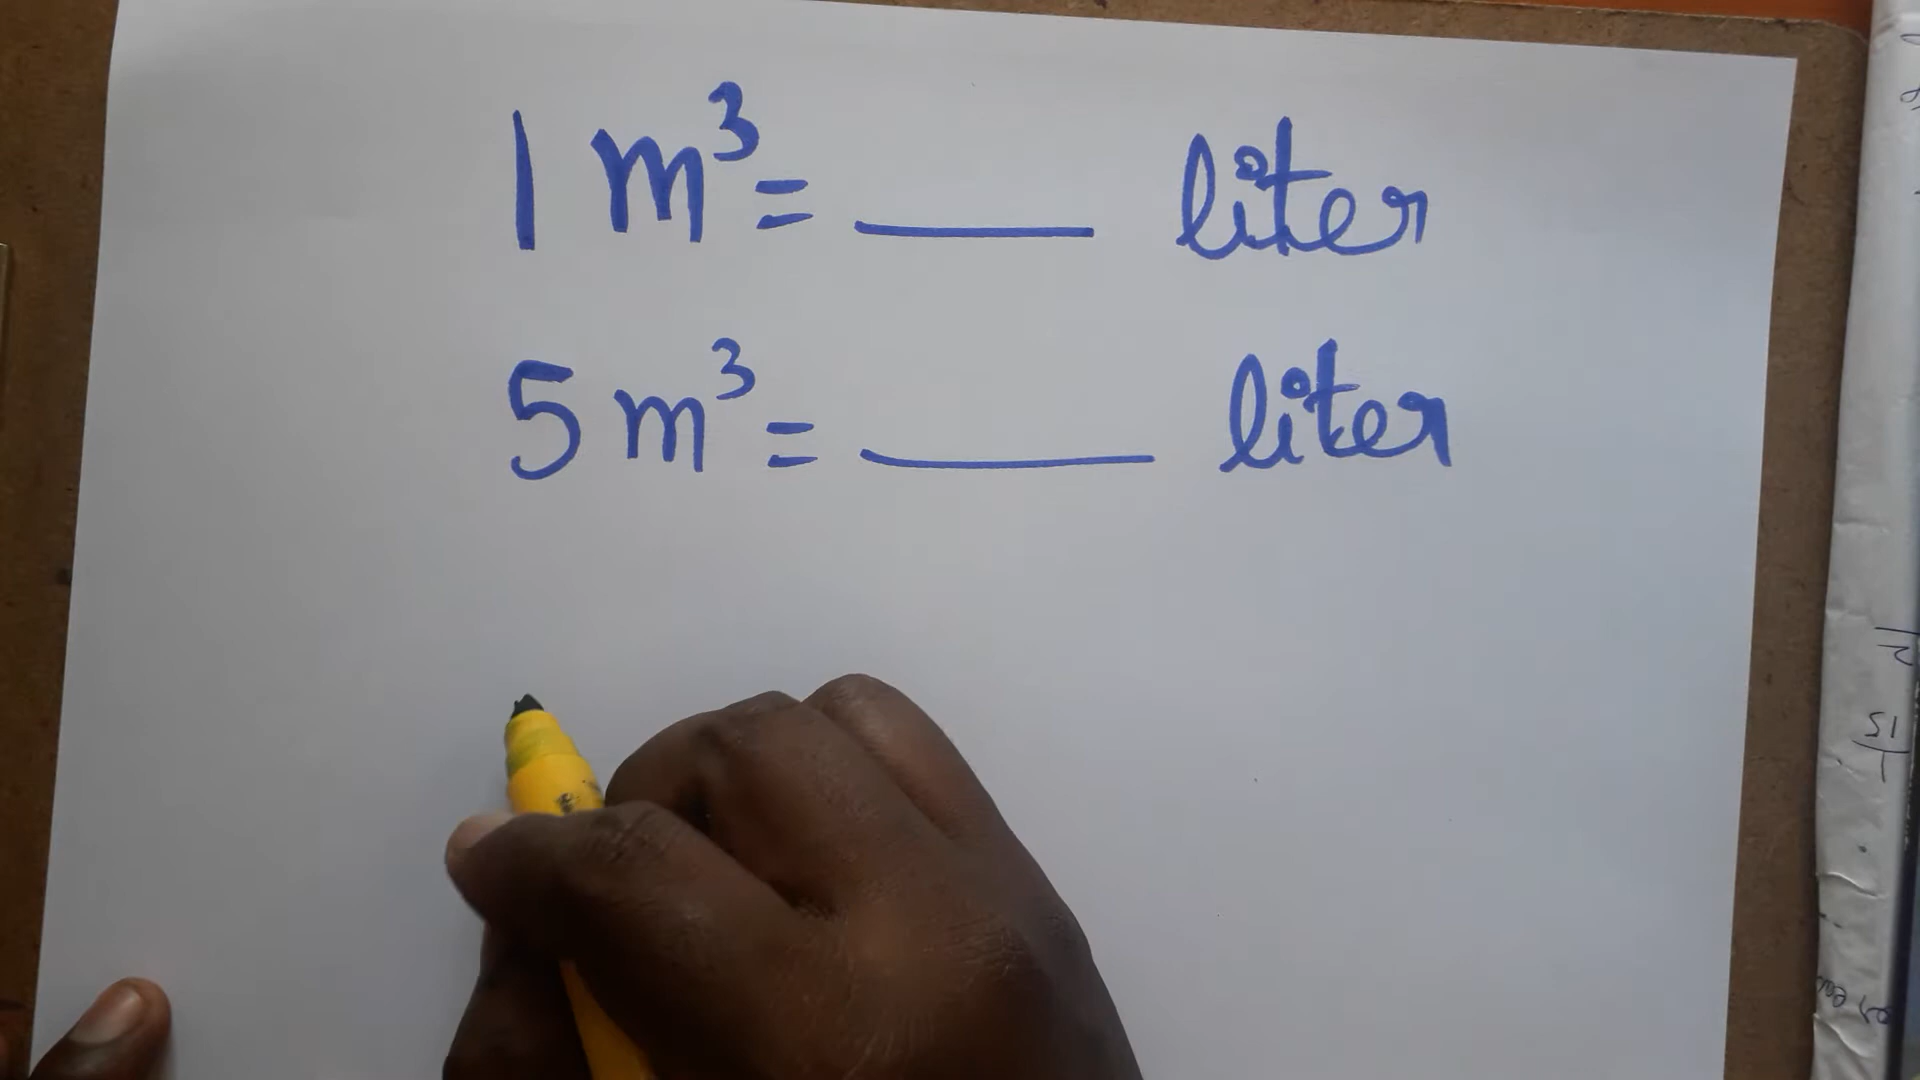 1 m³ = ____ liter
5 m³ = ____ liter